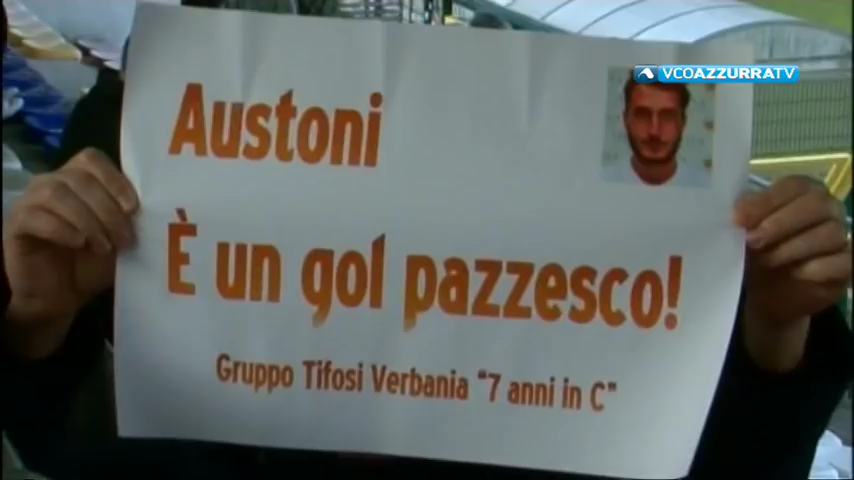 VCOAZZURRATV
Austoni
È un gol pazzesco!
Gruppo Tifosi Verbania "7 anni in C"